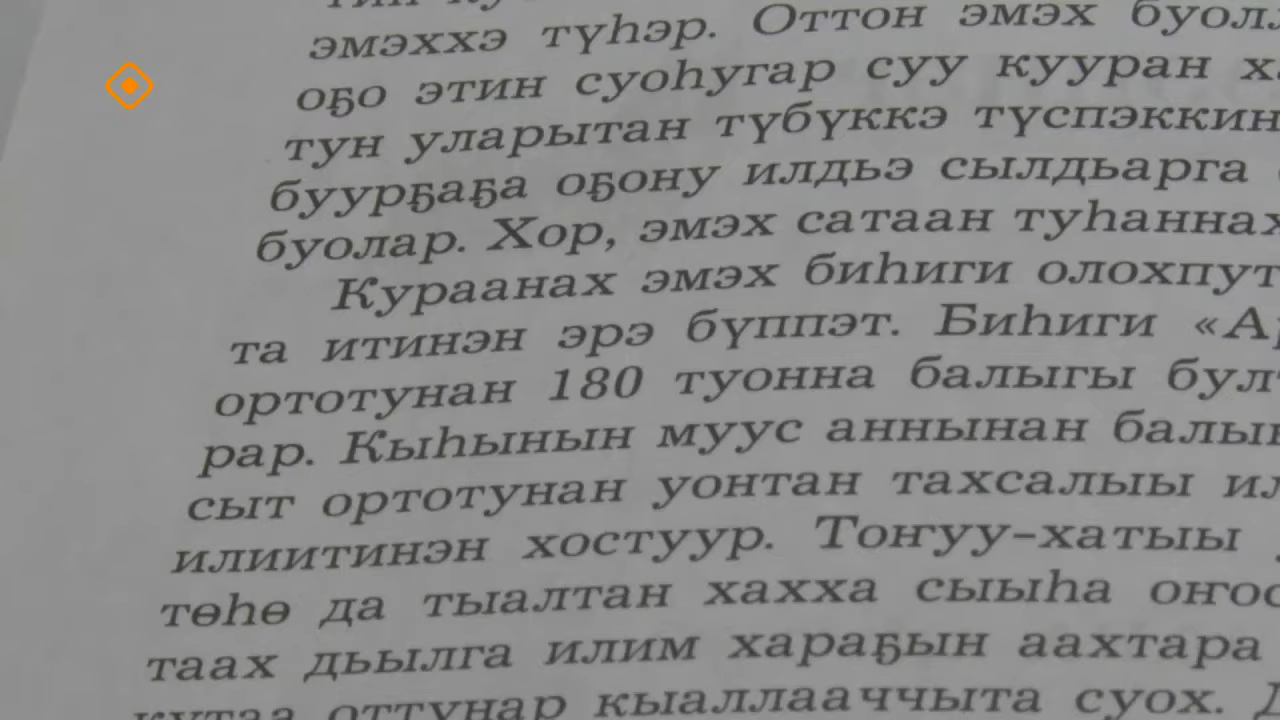 эмэххэ түһэр. Оттон эмэх
оҕо этин суоһугар суу кууран
тун уларытан түбүккэ түспэккин
буурҕаҕа оҕону илдьэ сылдьарга
буолар. Хор, эмэх сатаан туһаннах
Кураанах эмэх биһиги олохпут
та итинэн эрэ бүппэт. Биһиги
ортотунан 180 туонна балыгы
рар. Кыһынын муус аннынан
сыт ортотунан уонтан тахсалыы
илиитинэн хостуур. Тоҥуу-хатыы
төһө да тыалтан хахха сыыһа
таах дьылга илим хараҕын аахтара
кутаа оттунар кыаллааччыта суох.